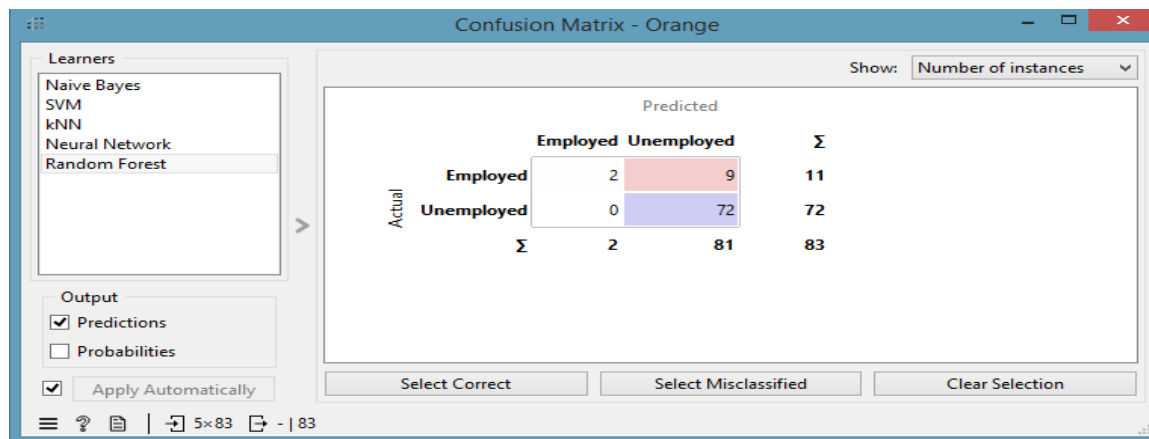 Confusion Matrix - Orange
Learners
Naive Bayes
SVM
kNN
Neural Network
Random Forest
Output
Predictions
Probabilities
Apply Automatically
Show: Number of instances
Predicted
Employed Unemployed Σ
Actual
Employed 2 9 11
Unemployed 0 72 72
Σ 2 81 83
Select Correct Select Misclassified Clear Selection
? 5×83 - | 83